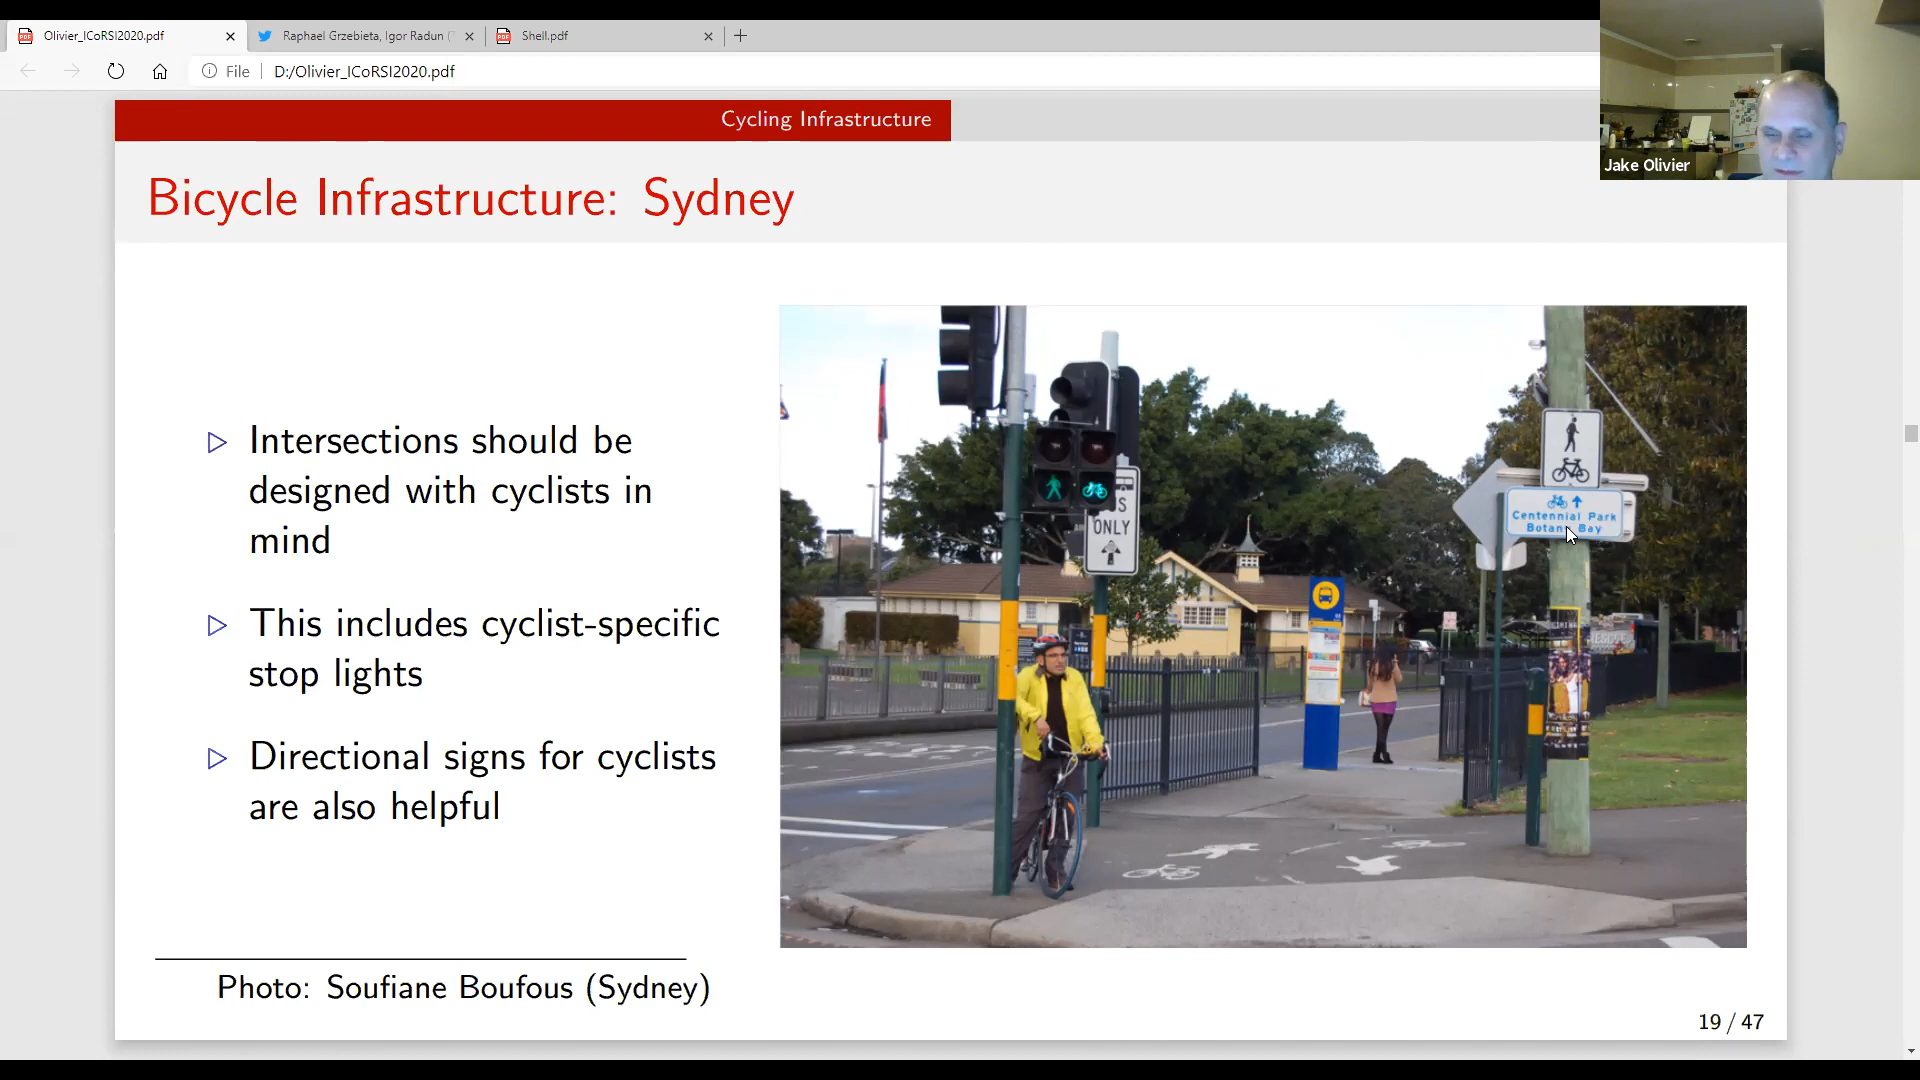 Olivier_ICoRSI2020.pdf
Raphael Grzebieta, Igor Radun (
Shell.pdf
File
D:/Olivier_ICoRSI2020.pdf
Jake Olivier
Cycling Infrastructure
Bicycle Infrastructure: Sydney
Intersections should be
designed with cyclists in
mind
This includes cyclist-specific
stop lights
Directional signs for cyclists
are also helpful
ONLY
Centennial Park
Botany Bay
Photo: Soufiane Boufous (Sydney)
19 / 47